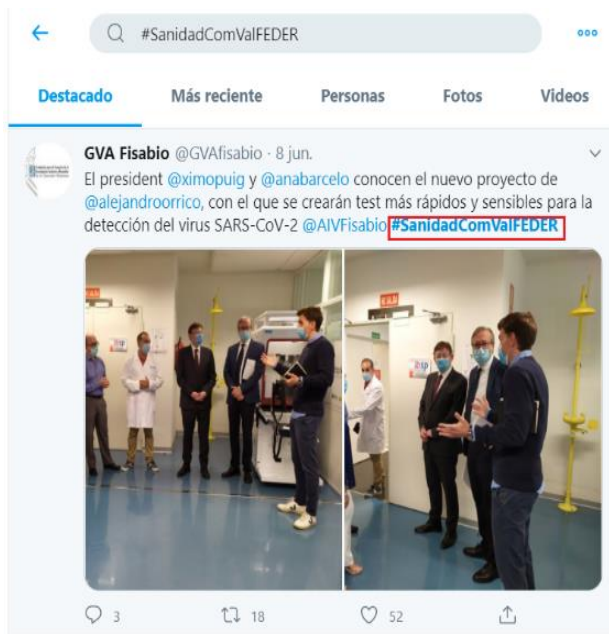 #SanidadComValFEDER
Destacado Más reciente Personas Fotos Videos
GVA Fisabio @GVAfisabio · 8 jun.
El president @ximopuig y @anabarcelo conocen el nuevo proyecto de
@alejandroorrico, con el que se crearán test más rápidos y sensibles para la
detección del virus SARS-CoV-2 @AIVFisabio #SanidadComValFEDER
3 18 52